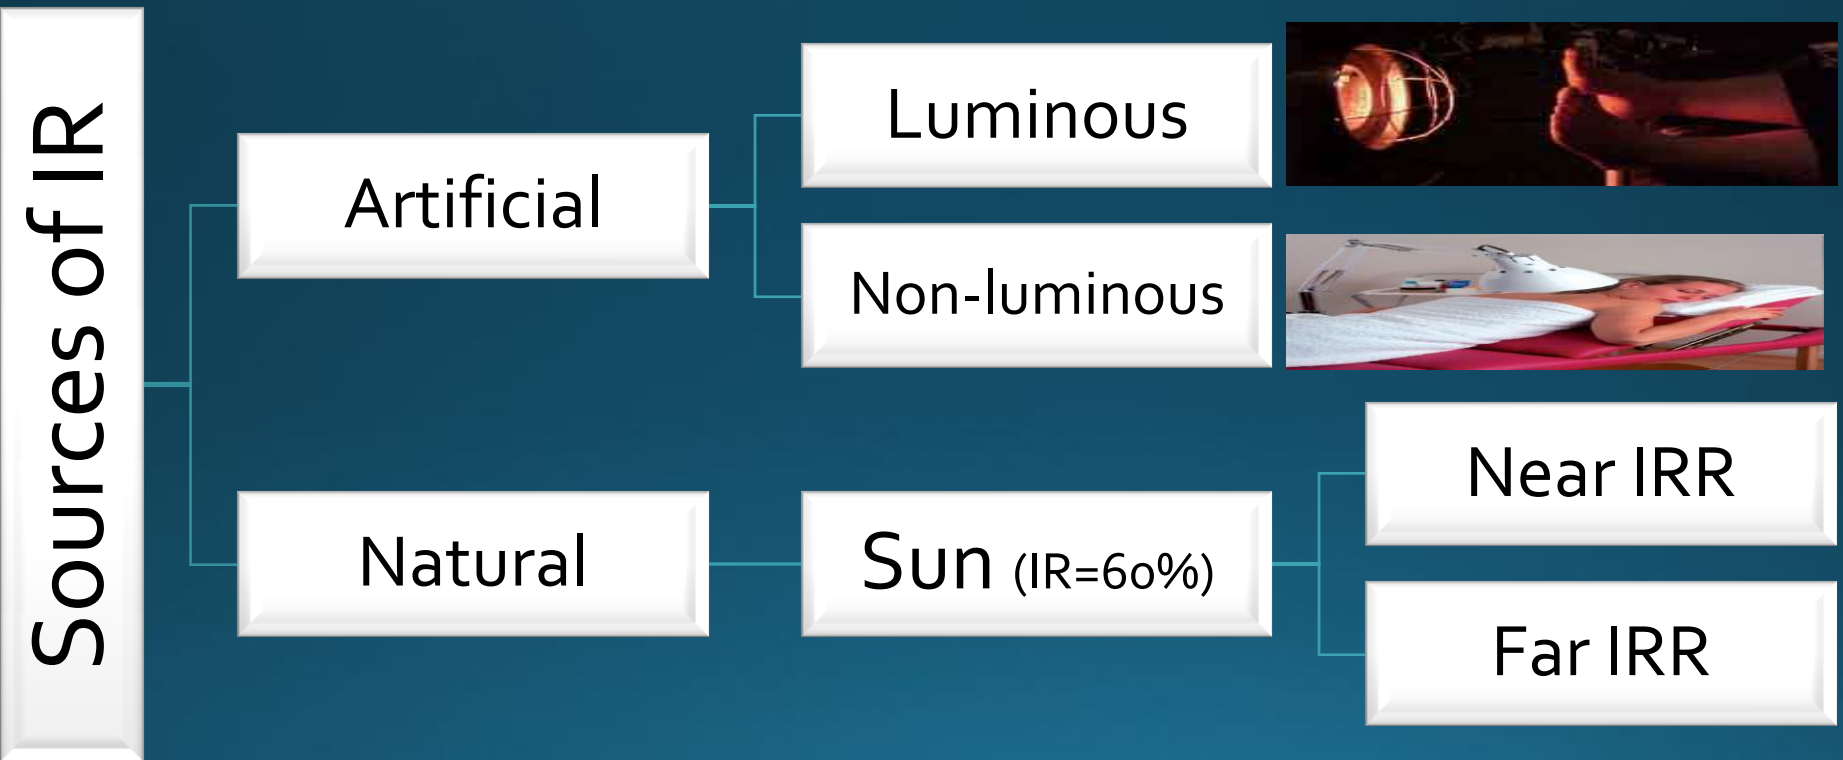 Sources of IR
Artificial
Luminous
Non-luminous
Natural
Sun (IR=60%)
Near IRR
Far IRR